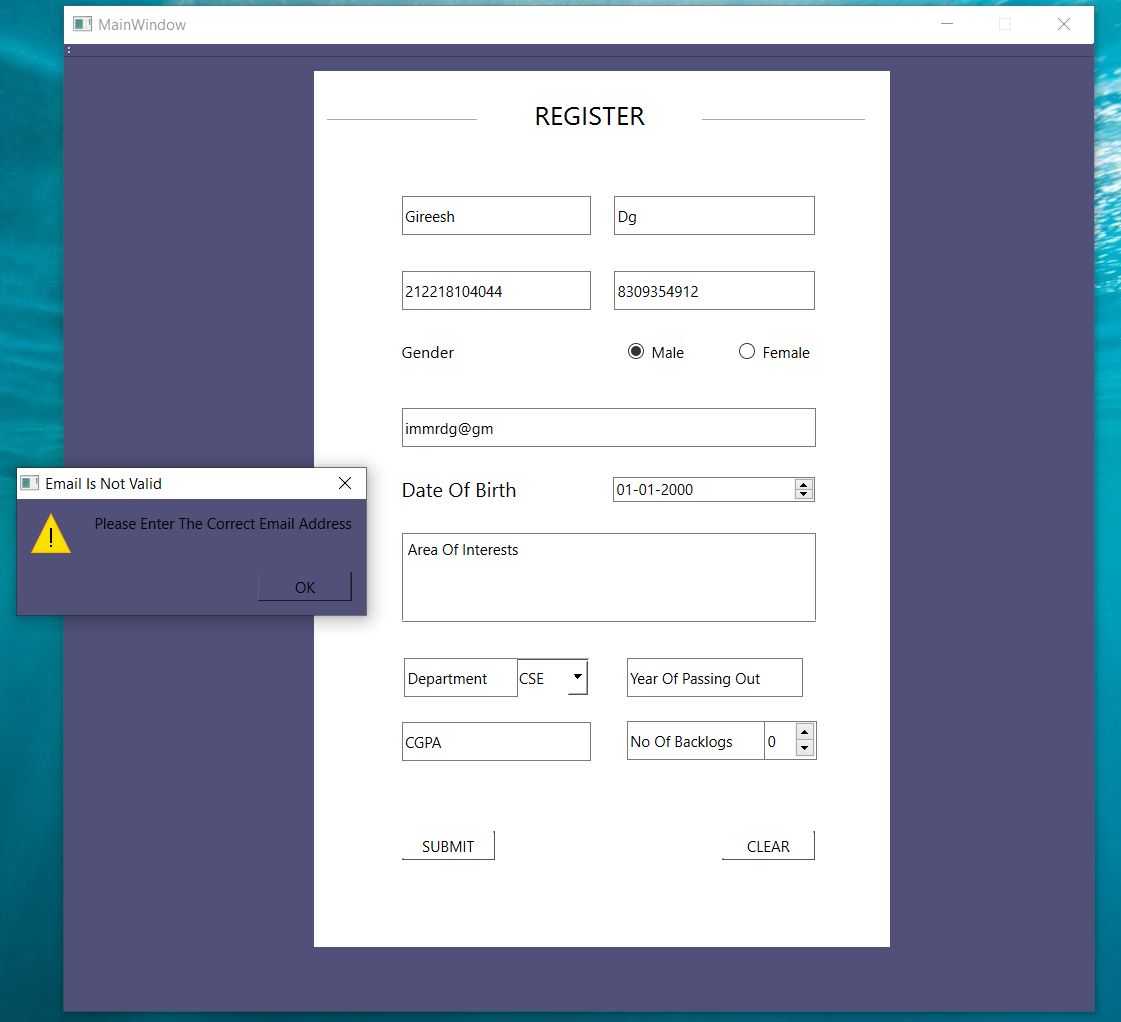 MainWindow
REGISTER
Gireesh
Dg
212218104044
8309354912
Gender
Male
Female
immrdg@gm
Email Is Not Valid
Please Enter The Correct Email Address
OK
Date Of Birth
01-01-2000
Area Of Interests
Department
CSE
Year Of Passing Out
CGPA
No Of Backlogs
0
SUBMIT
CLEAR